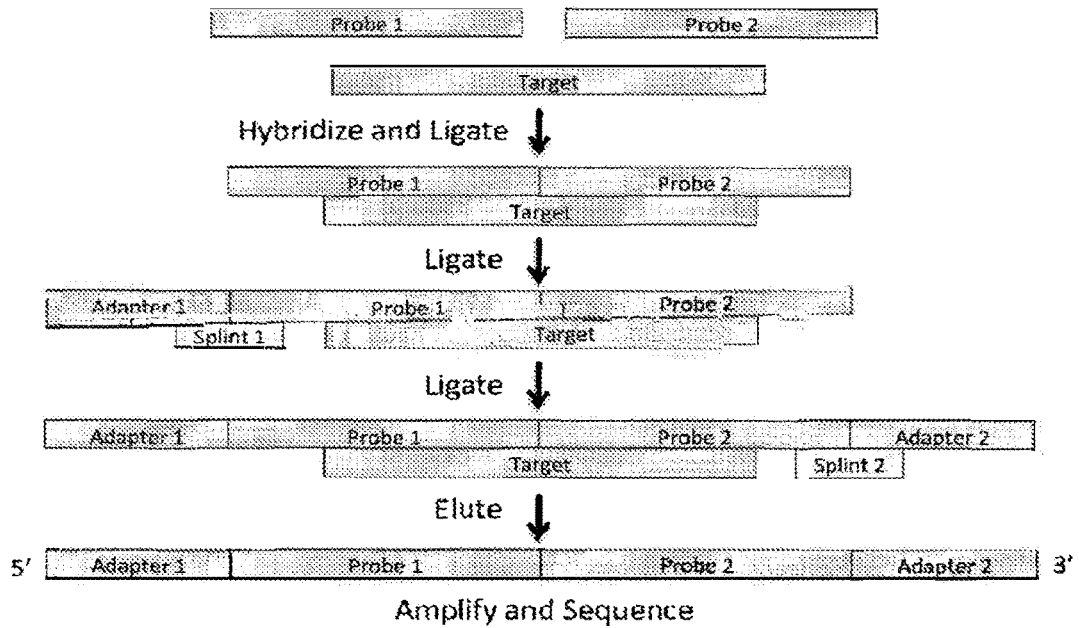 Probe 1 Probe 2
Target
Hybridize and Ligate
Probe 1 Probe 2
Target
Ligate
Adapter 1 Probe 1 Probe 2
Splint 1 Target
Ligate
Adapter 1 Probe 1 Probe 2 Adapter 2
Target Splint 2
Elute
5' Adapter 1 Probe 1 Probe 2 Adapter 2 3'
Amplify and Sequence